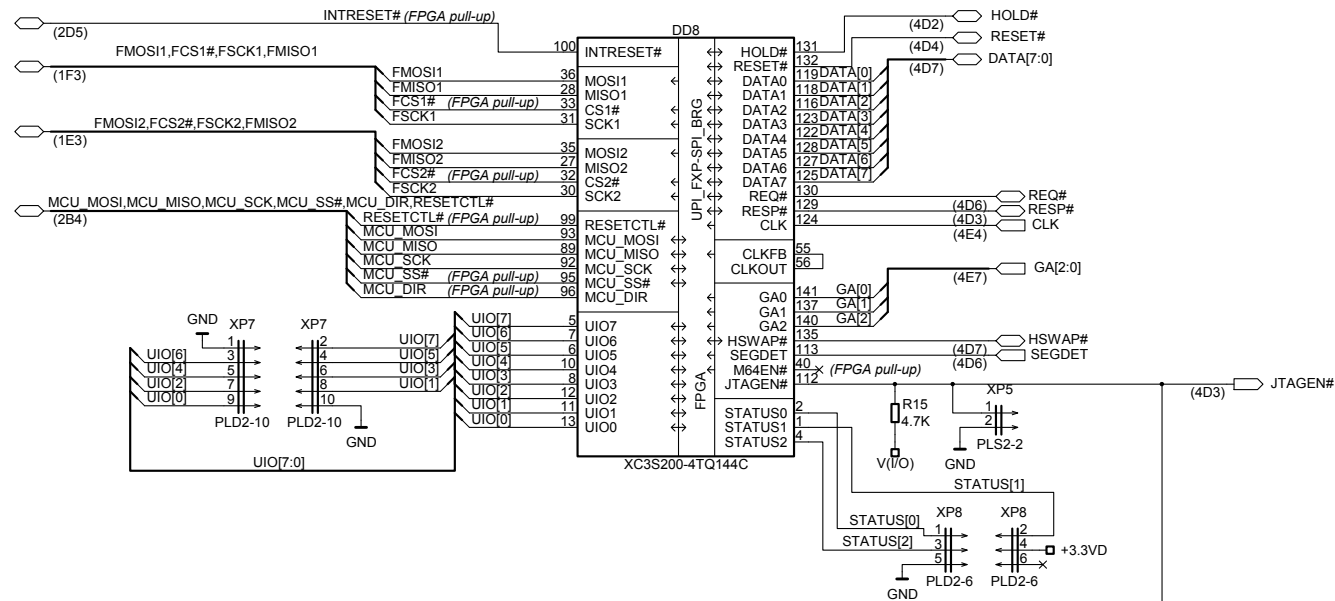 INTRESET# (FPGA pull-up)
(2D5)
FMOSI1,FCS1#,FSCK1,FMISO1
(1F3)
FMOSI1
FMISO1
FCS1# (FPGA pull-up)
FSCK1
FMOSI2,FCS2#,FSCK2,FMISO2
(1E3)
FMOSI2
FMISO2
FCS2# (FPGA pull-up)
FSCK2
MCU_MOSI,MCU_MISO,MCU_SCK,MCU_SS#,MCU_DIR,RESETCTL#
(2B4)
RESETCTL# (FPGA pull-up)
MCU_MOSI
MCU_MISO
MCU_SCK
MCU_SS# (FPGA pull-up)
MCU_DIR (FPGA pull-up)
DD8
100 INTRESET#
36 MOSI1
28 MISO1
33 CS1#
31 SCK1
35 MOSI2
27 MISO2
32 CS2#
30 SCK2
99 RESETCTL#
93 MCU_MOSI
89 MCU_MISO
92 MCU_SCK
95 MCU_SS#
96 MCU_DIR
UIO[7] 5 UIO7
UIO[6] 7 UIO6
UIO[5] 6 UIO5
UIO[4] 10 UIO4
UIO[3] 8 UIO3
UIO[2] 12 UIO2
UIO[1] 11 UIO1
UIO[0] 13 UIO0
UPI_FXP-SPI_BRG
FPGA
XC3S200-4TQ144C
HOLD# 131
RESET# 132
DATA0 119 DATA[0]
DATA1 118 DATA[1]
DATA2 116 DATA[2]
DATA3 123 DATA[3]
DATA4 122 DATA[4]
DATA5 128 DATA[5]
DATA6 127 DATA[6]
DATA7 125 DATA[7]
REQ# 130
RESP# 129
CLK 124
CLKFB 55
CLKOUT 56
GA0 141 GA[0]
GA1 137 GA[1]
GA2 140 GA[2]
HSWAP# 135
SEGDET 113
M64EN# 40 (FPGA pull-up)
JTAGEN# 112
STATUS0 2
STATUS1 1
STATUS2 4
(4D2) HOLD#
(4D4) RESET#
(4D7) DATA[7:0]
REQ#
(4D6) RESP#
(4D3) CLK
(4E4)
GA[2:0]
(4E7)
HSWAP#
(4D7) SEGDET
(4D6)
(4D3) JTAGEN#
R15
4.7K
V(I/O)
XP5
1
2
GND
PLS2-2
STATUS[1]
STATUS[0]
STATUS[2]
XP8
1
3
5
GND
PLD2-6
XP8
2
4
6
+3.3VD
PLD2-6
GND
XP7
1
UIO[6] 3
UIO[4] 5
UIO[2] 7
UIO[0] 9
PLD2-10
XP7
2 UIO[7]
4 UIO[5]
6 UIO[3]
8 UIO[1]
10
PLD2-10
GND
UIO[7:0]